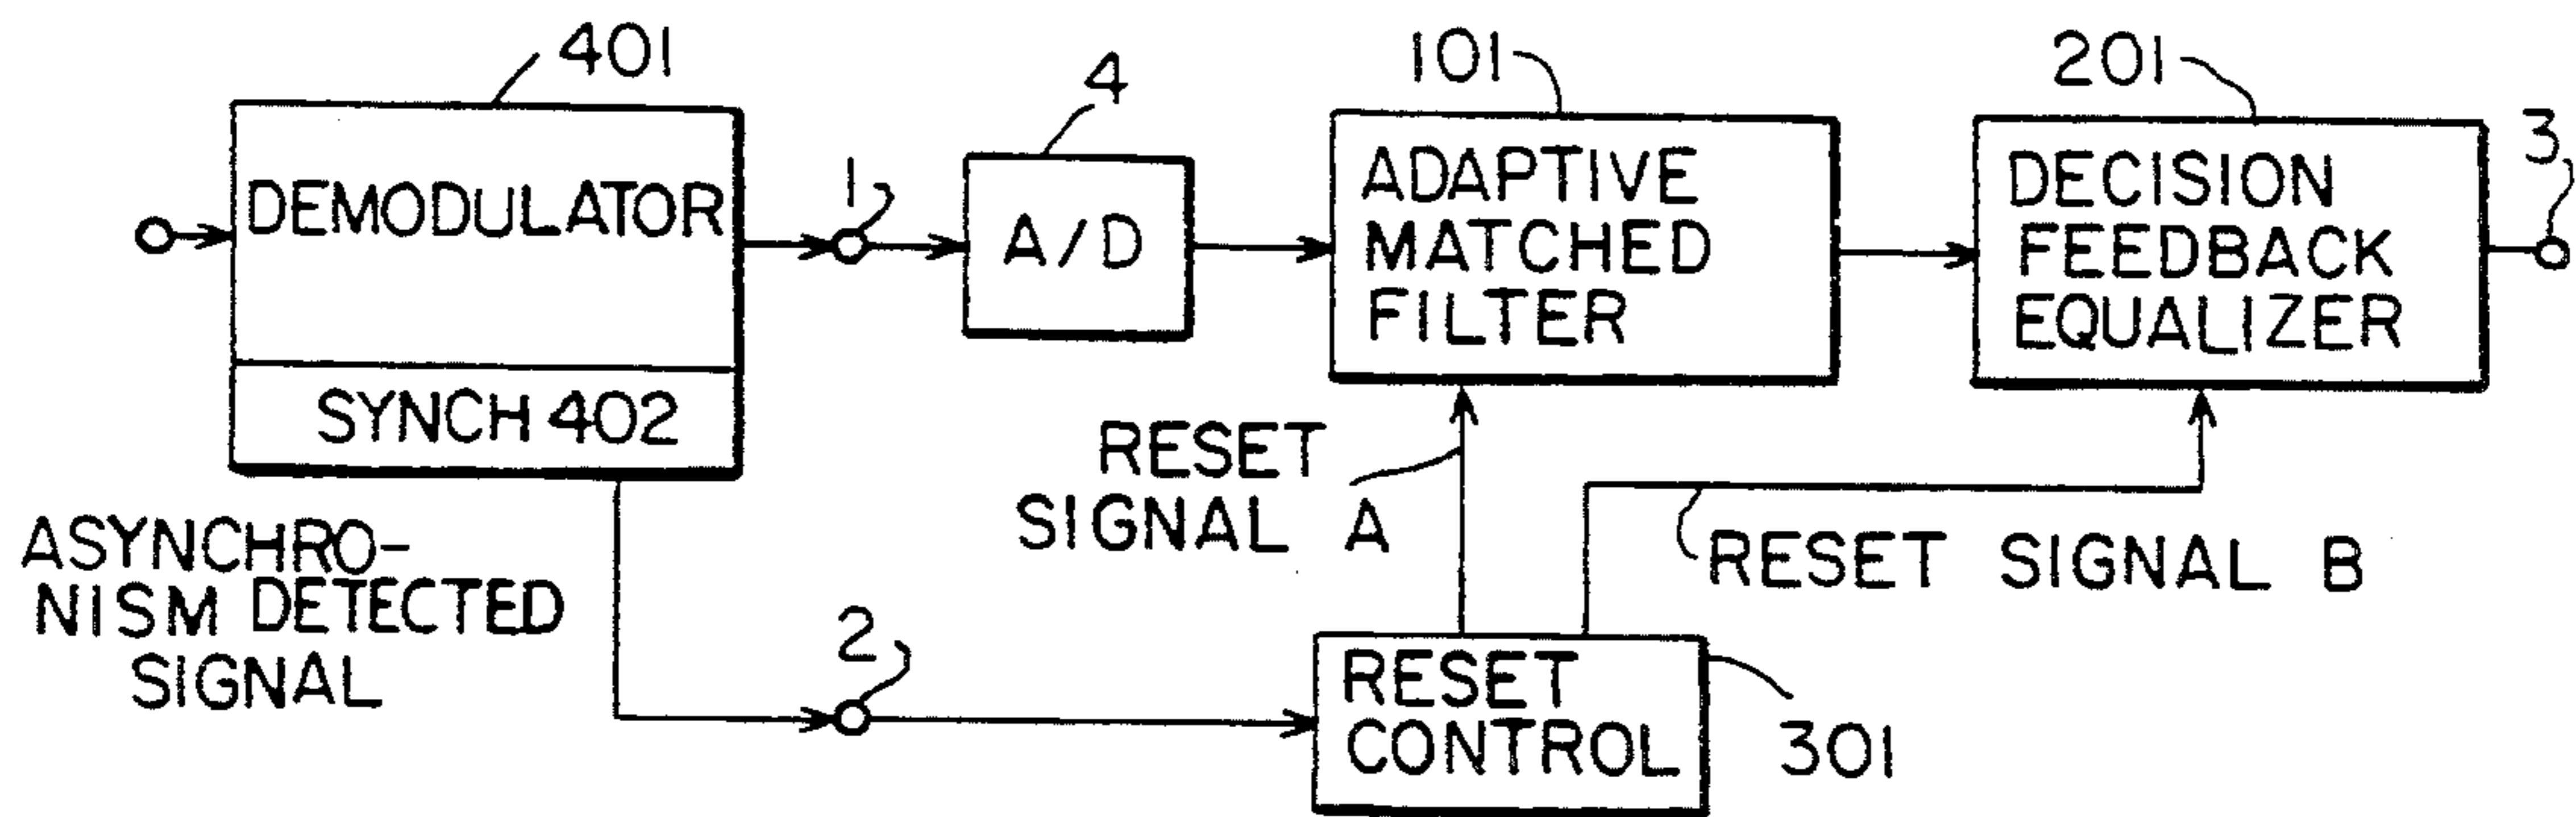 401
4
101
201
3
1
DEMODULATOR
A/D
ADAPTIVE
MATCHED
FILTER
DECISION
FEEDBACK
EQUALIZER
SYNCH 402
RESET
SIGNAL A
RESET SIGNAL B
ASYNCHRO-
NISM DETECTED
SIGNAL
2
RESET
CONTROL
301